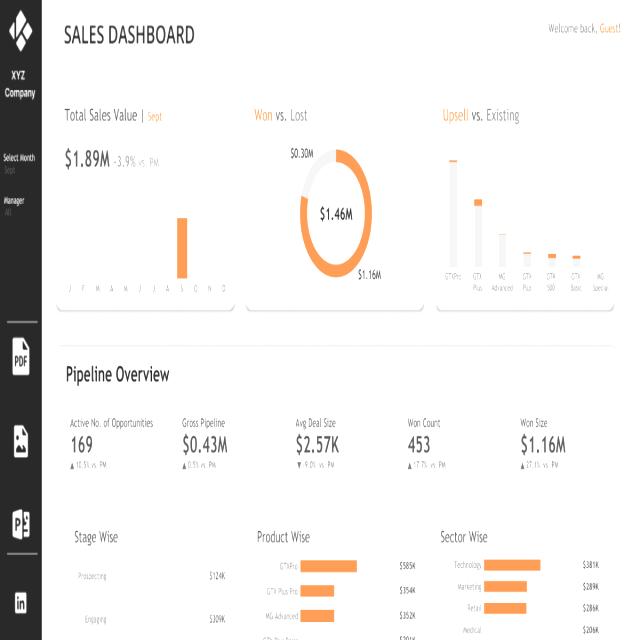 SALES DASHBOARD
Welcome back, Guest!
XYZ
Company
Select Month
Sept
Manager
All
Total Sales Value | Sept
$1.89M -3.9% vs. PM
J F M A M J J A S O N D
Won vs. Lost
$0.30M
$1.46M
$1.16M
Upsell vs. Existing
GTXPro
GTX
Plus
MG
Advanced
GTX
Plus
GTX
500
GTX
Basic
MG
Special
PDF
P
in
Pipeline Overview
Active No. of Opportunities
169
▲ 10.5% vs. PM
Gross Pipeline
$0.43M
▲ 0.5% vs. PM
Avg Deal Size
$2.57K
▼ -9.0% vs. PM
Won Count
453
▲ 17.7% vs. PM
Won Size
$1.16M
▲ 27.1% vs. PM
Stage Wise
Prospecting $124K
Engaging $309K
Product Wise
GTXPro $585K
GTX Plus Pro $354K
MG Advanced $352K
Sector Wise
Technology $381K
Marketing $289K
Retail $286K
Medical $206K